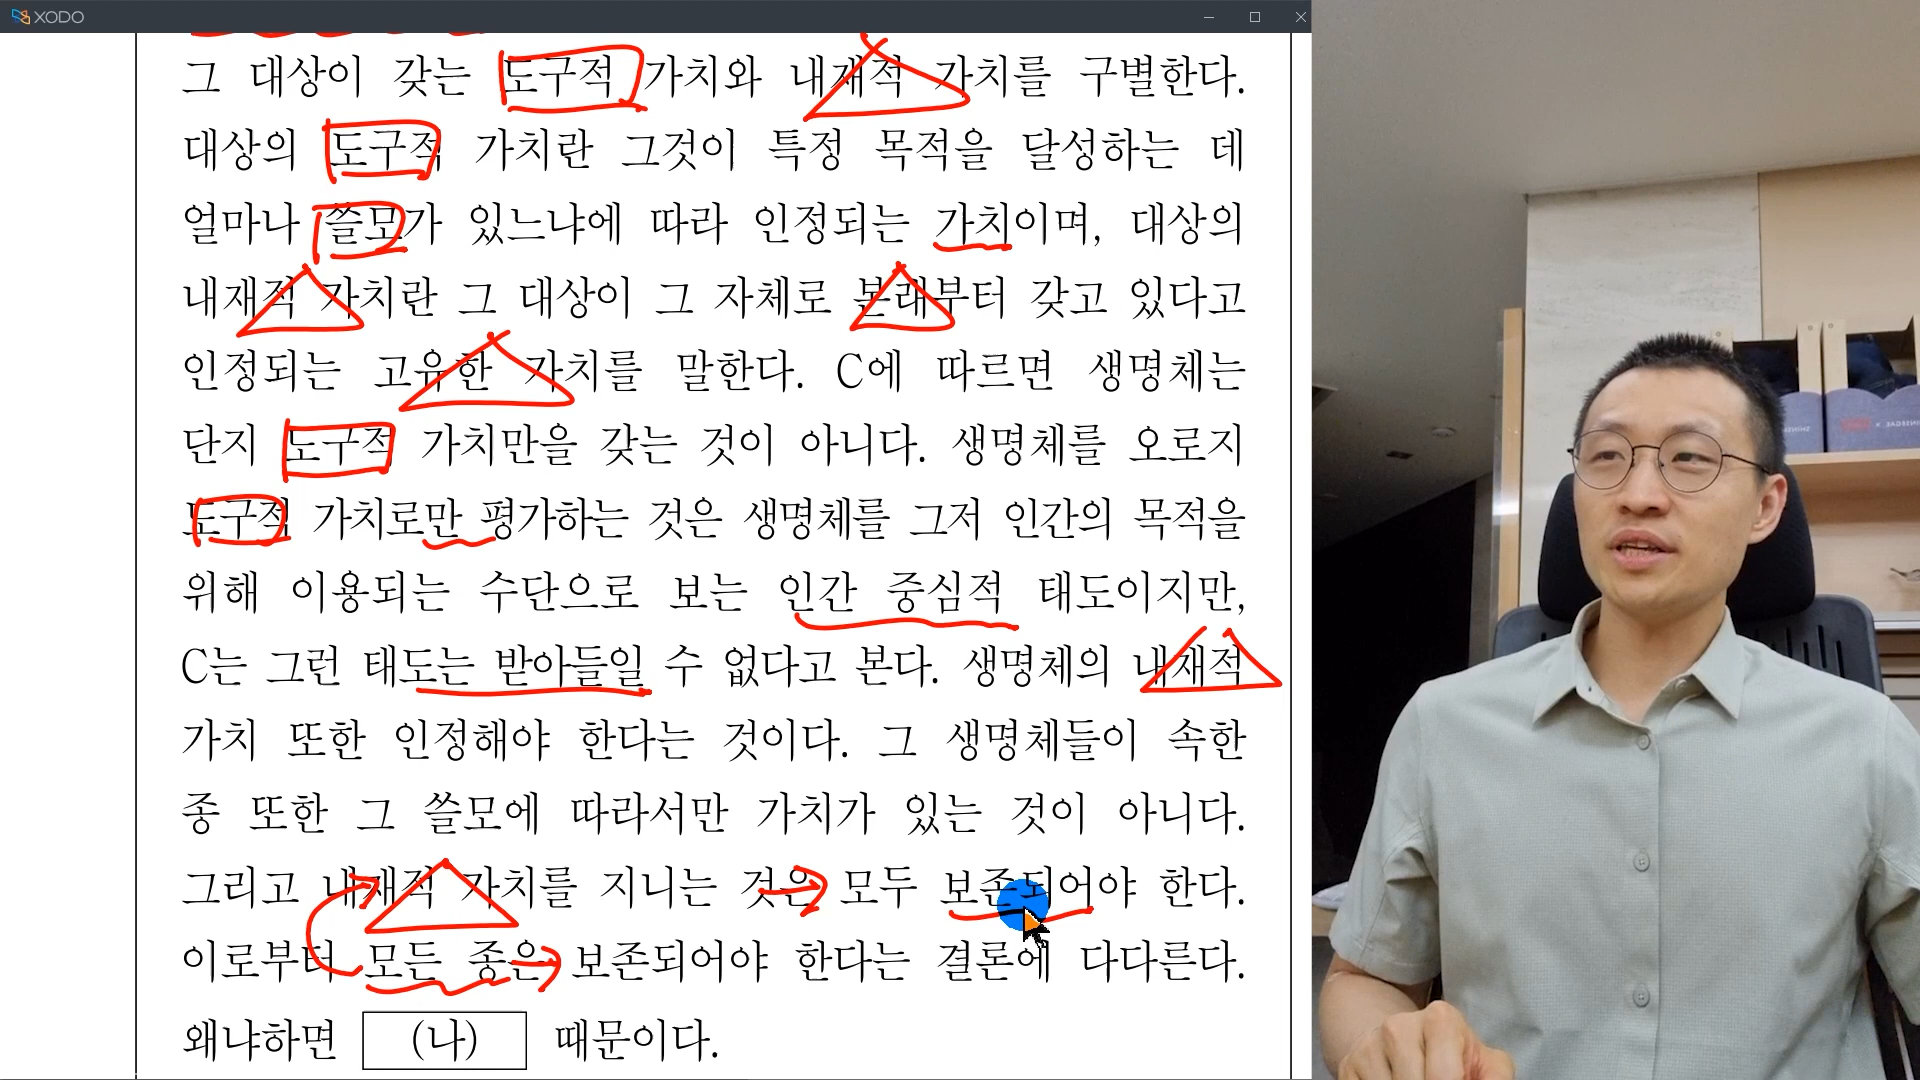 XODO
그 대상이 갖는 도구적 가치와 내재적 가치를 구별한다.
대상의 도구적 가치란 그것이 특정 목적을 달성하는 데
얼마나 쓸모가 있느냐에 따라 인정되는 가치이며, 대상의
내재적 가치란 그 대상이 그 자체로 본래부터 갖고 있다고
인정되는 고유한 가치를 말한다. C에 따르면 생명체는
단지 도구적 가치만을 갖는 것이 아니다. 생명체를 오로지
도구적 가치로만 평가하는 것은 생명체를 그저 인간의 목적을
위해 이용되는 수단으로 보는 인간 중심적 태도이지만,
C는 그런 태도는 받아들일 수 없다고 본다. 생명체의 내재적
가치 또한 인정해야 한다는 것이다. 그 생명체들이 속한
종 또한 그 쓸모에 따라서만 가치가 있는 것이 아니다.
그리고 내재적 가치를 지니는 것은 모두 보존되어야 한다.
이로부터 모든 종은 보존되어야 한다는 결론에 다다른다.
왜냐하면 (나) 때문이다.